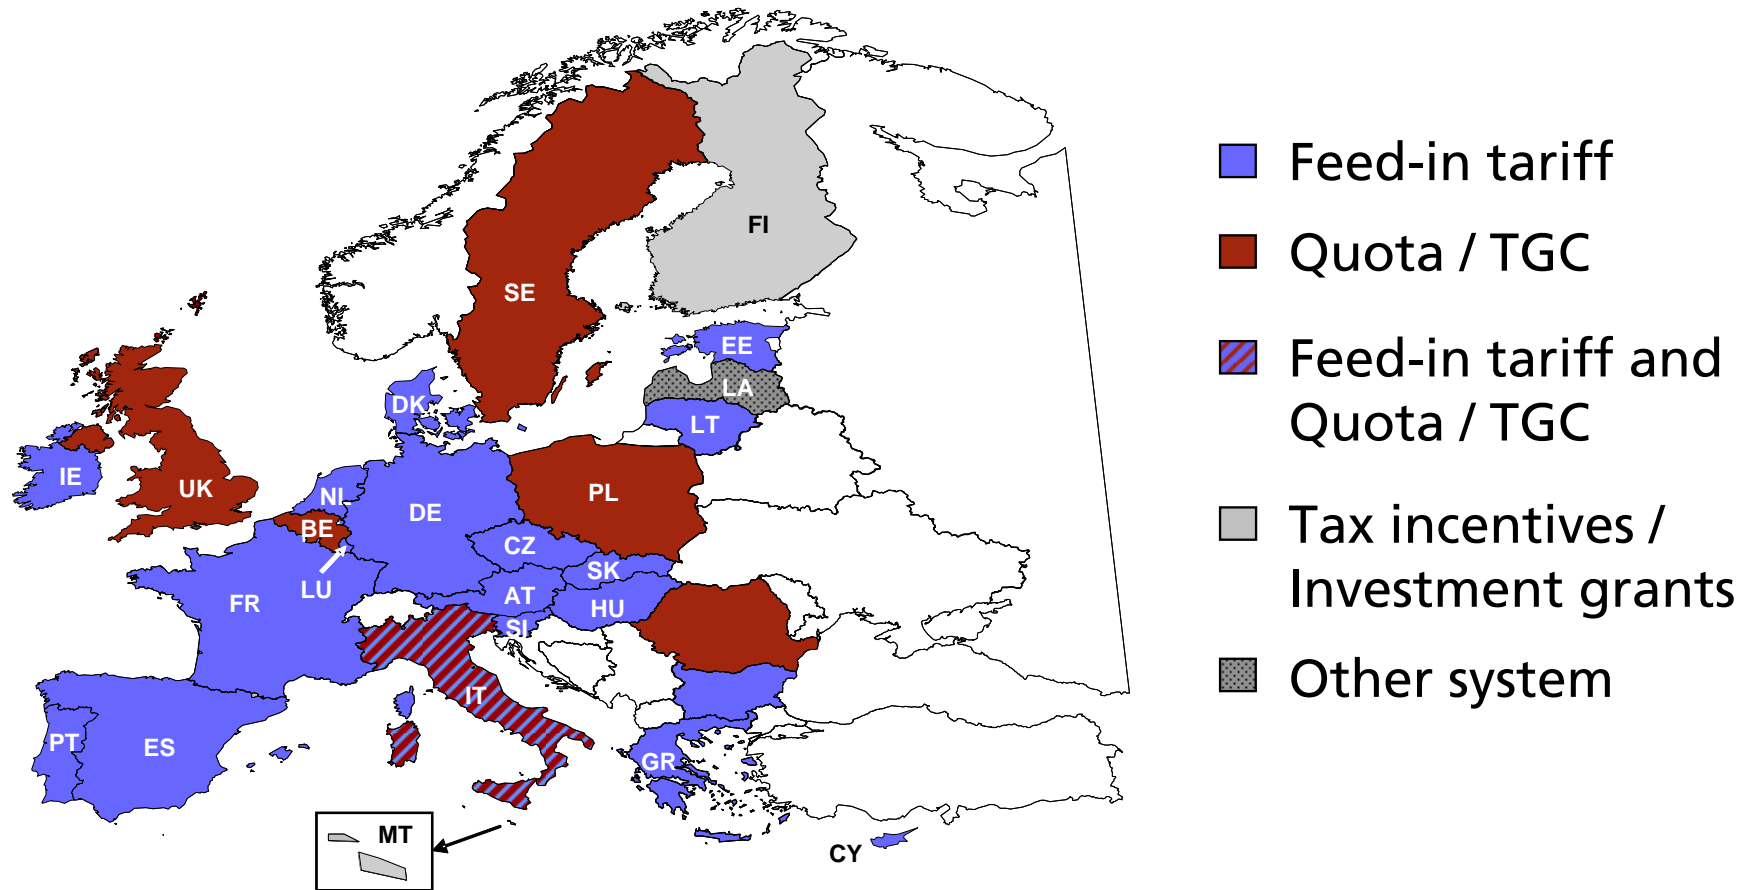 Feed-in tariff
Quota / TGC
Feed-in tariff and
Quota / TGC
Tax incentives /
Investment grants
Other system
FI
SE
EE
LA
DK
LT
IE
UK
NL
DE
PL
BE
CZ
LU
SK
FR
AT
HU
SI
IT
PT
ES
GR
MT
CY